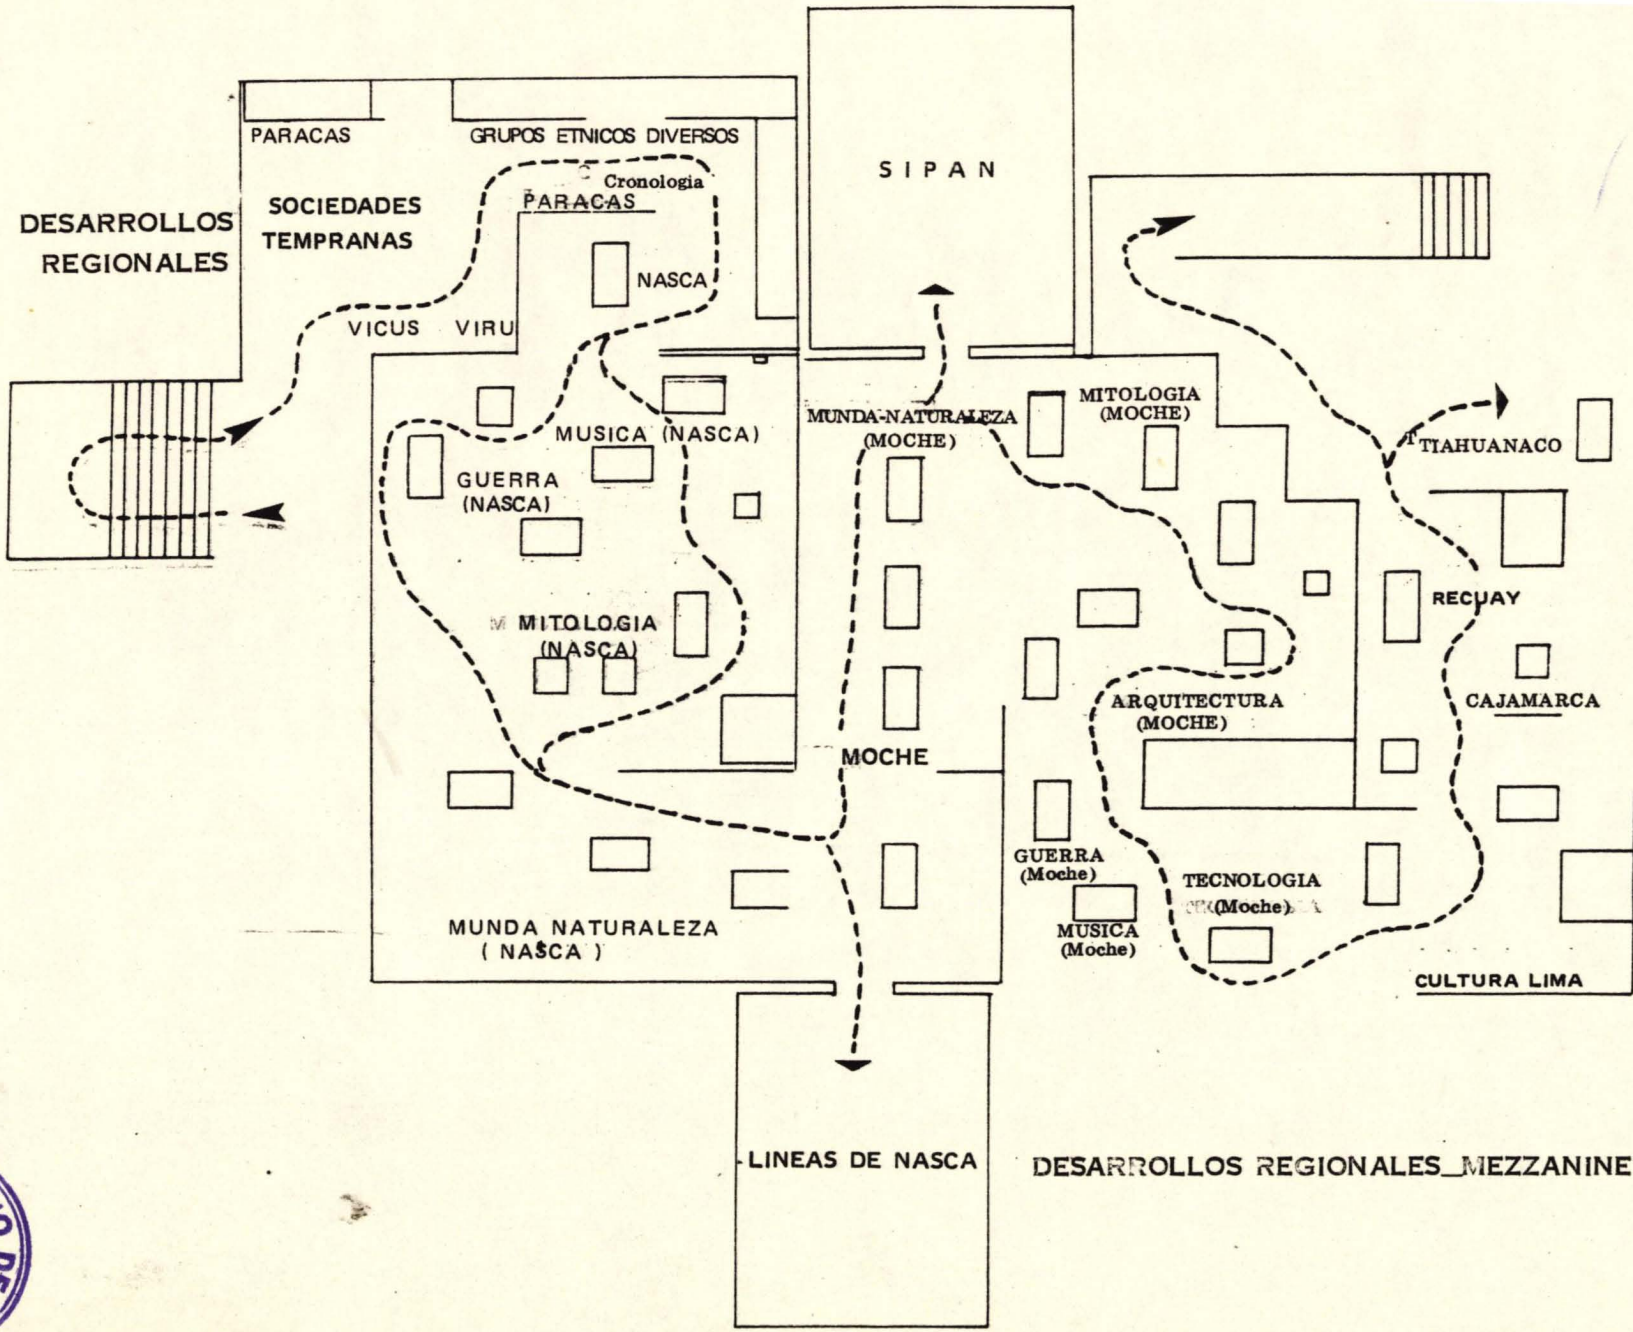 PARACAS
GRUPOS ETNICOS DIVERSOS
Cronologia
PARACAS
SOCIEDADES
TEMPRANAS
DESARROLLOS
REGIONALES
NASCA
VICUS VIRU
SIPAN
MUSICA (NASCA)
GUERRA
(NASCA)
MITOLOGIA
(NASCA)
MUNDA NATURALEZA
(NASCA)
MUNDA-NATURALEZA
(MOCHE)
MITOLOGIA
(MOCHE)
TIAHUANACO
RECUAY
CAJAMARCA
ARQUITECTURA
(MOCHE)
MOCHE
GUERRA
(Moche)
MUSICA
(Moche)
TECNOLOGIA
(Moche)
CULTURA LIMA
LINEAS DE NASCA
DESARROLLOS REGIONALES_MEZZANINE